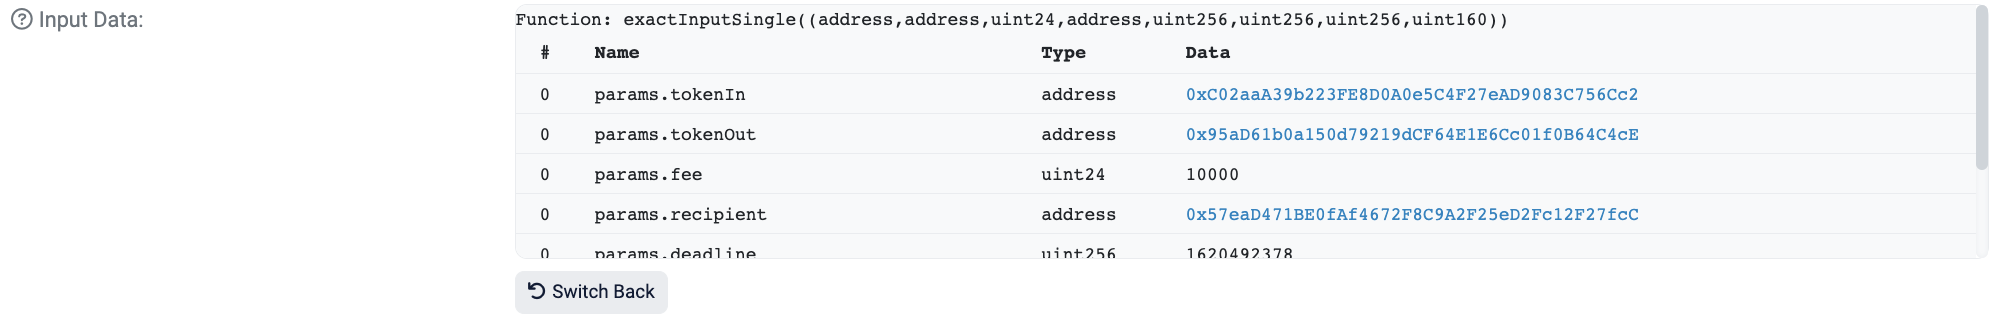 Input Data:
Function: exactInputSingle((address,address,uint24,address,uint256,uint256,uint256,uint160))
# Name Type Data
0 params.tokenIn address 0xC02aaA39b223FE8D0A0e5C4F27eAD9083C756Cc2
0 params.tokenOut address 0x95aD61b0a150d79219dCF64E1E6Cc01f0B64C4cE
0 params.fee uint24 10000
0 params.recipient address 0x57eaD471BE0fAf4672F8C9A2F25eD2Fc12F27fcC
0 params.deadline uint256 1620492378
Switch Back